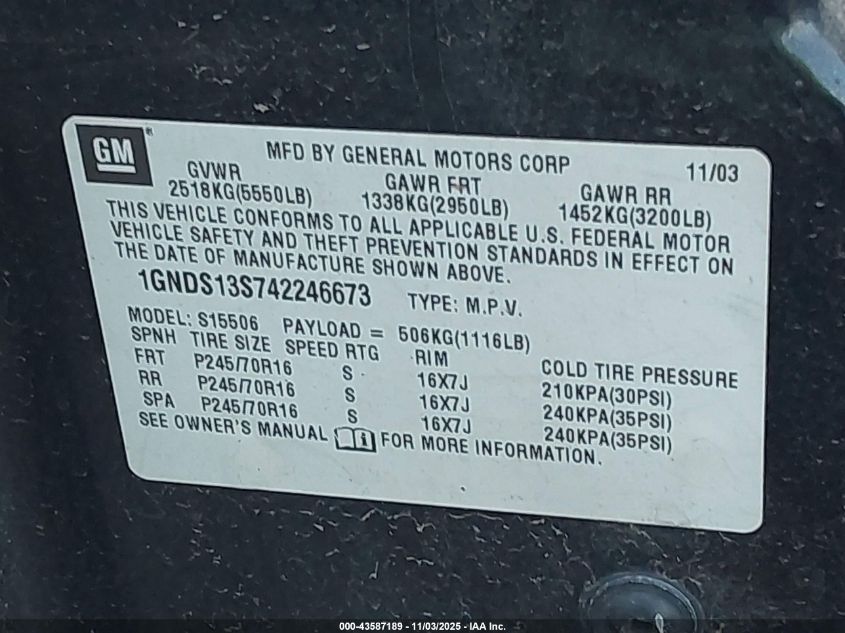 GM
MFD BY GENERAL MOTORS CORP 11/03
GVWR GAWR FRT GAWR RR
2518KG(5550LB) 1338KG(2950LB) 1452KG(3200LB)
THIS VEHICLE CONFORMS TO ALL APPLICABLE U.S. FEDERAL MOTOR
VEHICLE SAFETY AND THEFT PREVENTION STANDARDS IN EFFECT ON
THE DATE OF MANUFACTURE SHOWN ABOVE.
1GNDS13S742246673 TYPE: M.P.V.
MODEL: S15506 PAYLOAD = 506KG(1116LB)
SPNH TIRE SIZE SPEED RTG RIM COLD TIRE PRESSURE
FRT P245/70R16 S 16X7J 210KPA(30PSI)
RR P245/70R16 S 16X7J 240KPA(35PSI)
SPA P245/70R16 S 16X7J 240KPA(35PSI)
SEE OWNER'S MANUAL FOR MORE INFORMATION.
000-43587189 - 11/03/2025 - IAA Inc.